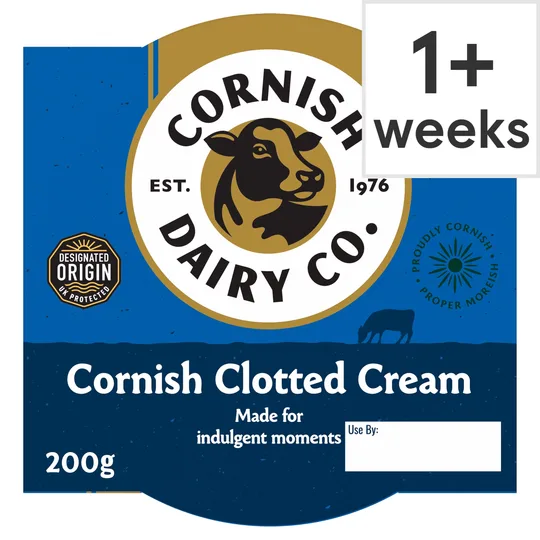 1+
weeks
CORNISH
EST. 1976
DAIRY CO.
DESIGNATED
ORIGIN
UK PROTECTED
PROUDLY CORNISH
PROPER MOREISH
Cornish Clotted Cream
Made for
indulgent moments
Use By:
200g